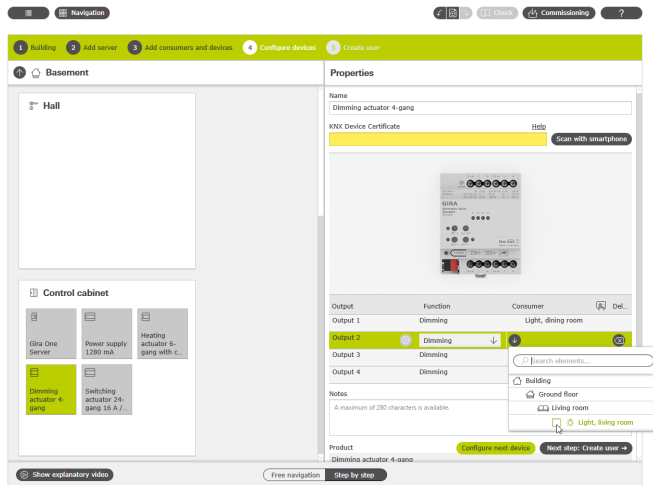 Navigation
Check
Commissioning
?
1 Building 2 Add server 3 Add consumers and devices 4 Configure devices 5 Create user
Basement
Properties
Hall
Name
Dimming actuator 4-gang
KNX Device Certificate
Help
Scan with smartphone
GIRA
Control cabinet
Gira One
Server
Power supply
1280 mA
Heating
actuator 6-
gang with c...
Dimming
actuator 4-
gang
Switching
actuator 24-
gang 16 A /...
Output Function Consumer Del...
Output 1 Dimming Light, dining room
Output 2 Dimming
Output 3 Dimming
Output 4 Dimming
Search elements...
Building
Ground floor
Living room
Light, living room
Notes
A maximum of 280 characters is available.
Product
Configure next device
Next step: Create user →
Dimming actuator 4-gang
Show explanatory video
Free navigation
Step by step